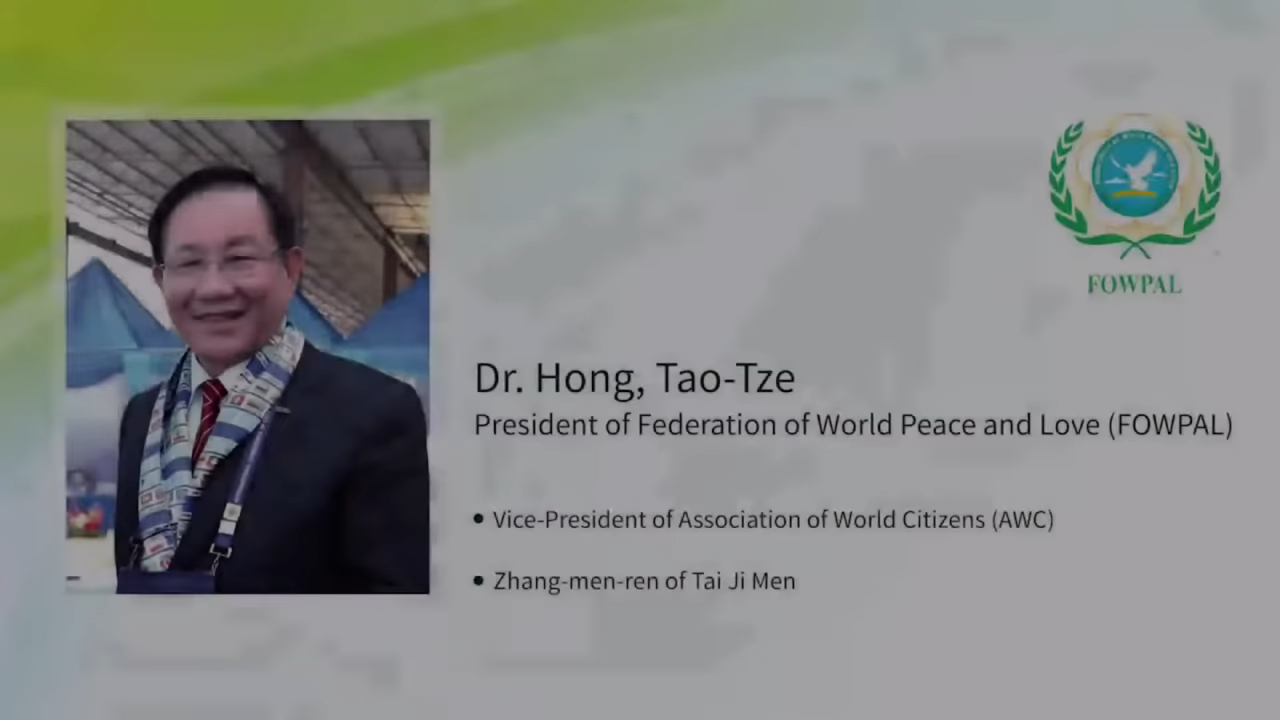 FOWPAL
Dr. Hong, Tao-Tze
President of Federation of World Peace and Love (FOWPAL)
• Vice-President of Association of World Citizens (AWC)
• Zhang-men-ren of Tai Ji Men